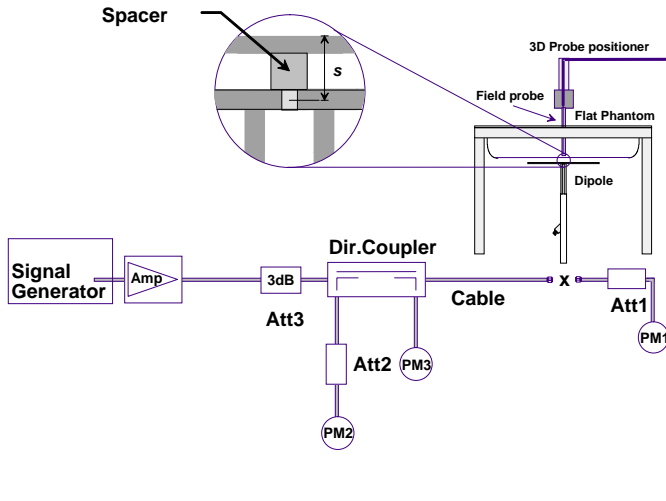 Spacer
s
3D Probe positioner
Field probe
Flat Phantom
Dipole
Signal
Generator
Amp
3dB
Att3
Dir.Coupler
Cable
x
Att1
PM1
Att2
PM3
PM2